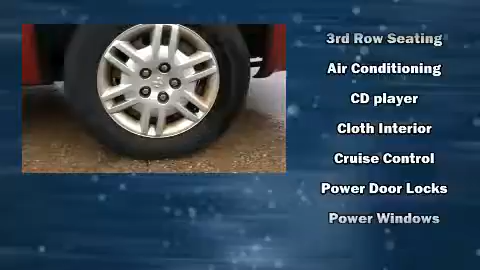 3rd Row Seating
Air Conditioning
CD player
Cloth Interior
Cruise Control
Power Door Locks
Power Windows